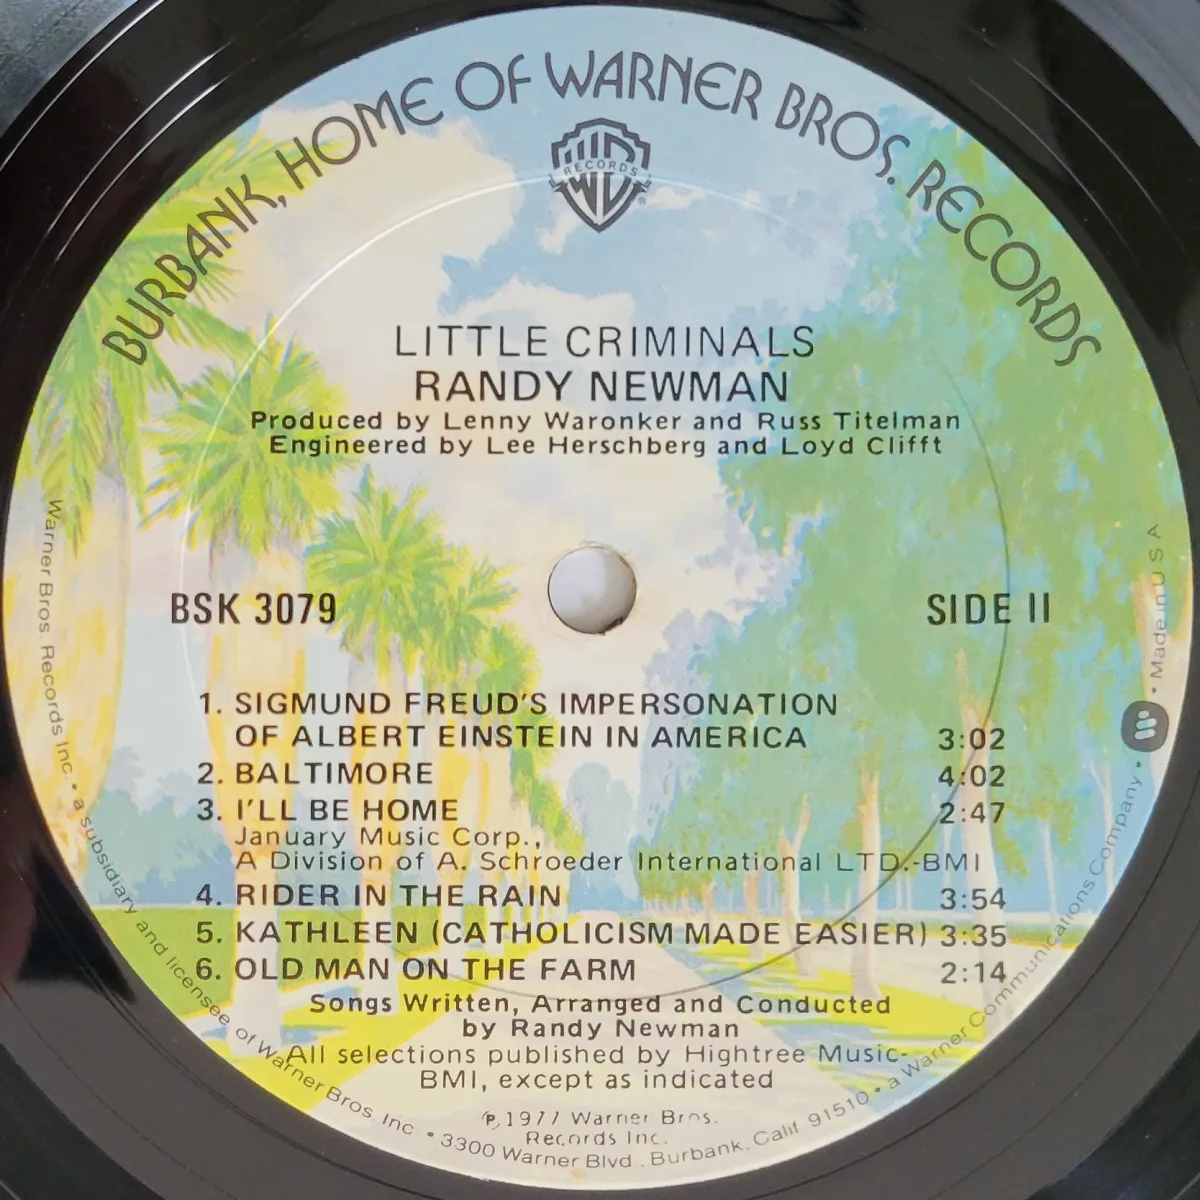 BURBANK, HOME OF WARNER BROS. RECORDS
RECORDS
LITTLE CRIMINALS
RANDY NEWMAN
Produced by Lenny Waronker and Russ Titelman
Engineered by Lee Herschberg and Loyd Clifft
BSK 3079
SIDE II
1. SIGMUND FREUD'S IMPERSONATION
OF ALBERT EINSTEIN IN AMERICA 3:02
2. BALTIMORE 4:02
3. I'LL BE HOME 2:47
January Music Corp.,
A Division of A. Schroeder International LTD.-BMI
4. RIDER IN THE RAIN 3:54
5. KATHLEEN (CATHOLICISM MADE EASIER) 3:35
6. OLD MAN ON THE FARM 2:14
Songs Written, Arranged and Conducted
by Randy Newman
All selections published by Hightree Music-
BMI, except as indicated
℗ 1977 Warner Bros.
Records Inc.
Warner Bros. Records Inc. • a subsidiary and licensee of Warner Bros. Inc. • 3300 Warner Blvd., Burbank, Calif. 91510 • a Warner Communications Company • Made in U S A